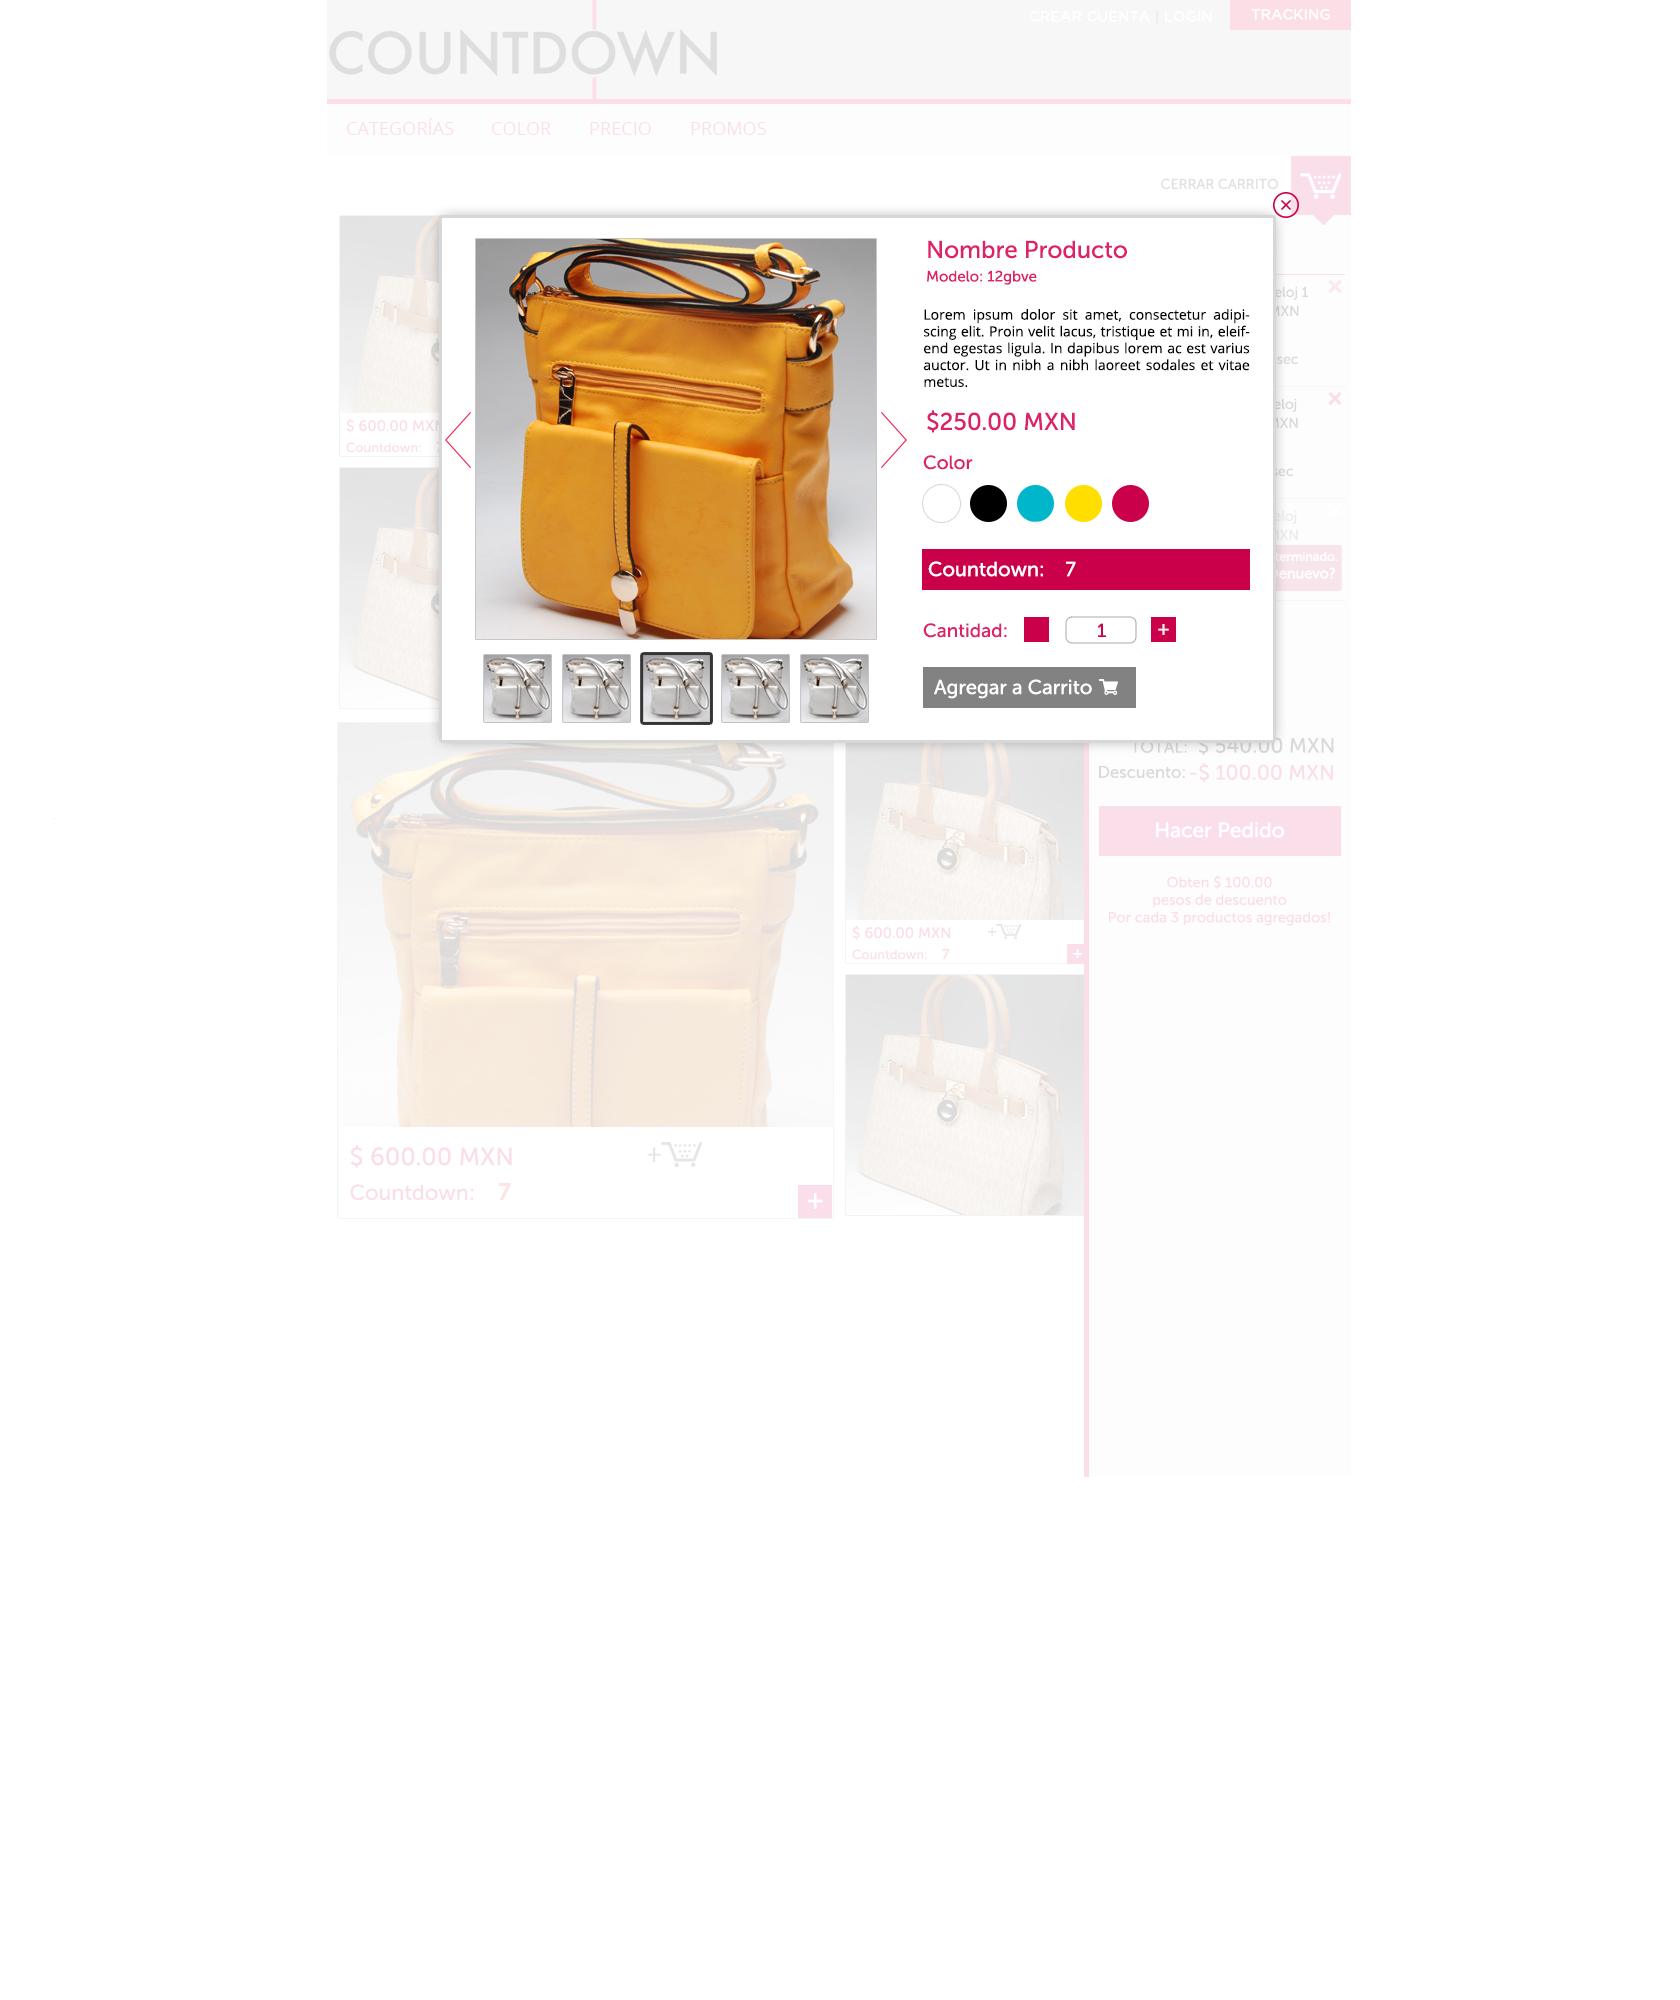 CREAR CUENTA | LOGIN
TRACKING
COUNTDOWN
CATEGORÍAS COLOR PRECIO PROMOS
CERRAR CARRITO
$ 600.00 MXN
Countdown:
Nombre Producto
Modelo: 12gbve
Lorem ipsum dolor sit amet, consectetur adipi-
scing elit. Proin velit lacus, tristique et mi in, eleif-
end egestas ligula. In dapibus lorem ac est varius
auctor. Ut in nibh a nibh laoreet sodales et vitae
metus.
$250.00 MXN
Color
Countdown: 7
Cantidad: 1 +
Agregar a Carrito
eloj 1
MXN
sec
eloj
MXN
sec
eloj
MXN
terminado.
enuevo?
TOTAL: $ 540.00 MXN
Descuento: -$ 100.00 MXN
Hacer Pedido
Obten $ 100.00
pesos de descuento
Por cada 3 productos agregados!
$ 600.00 MXN +
Countdown: 7 +
$ 600.00 MXN +
Countdown: 7 +